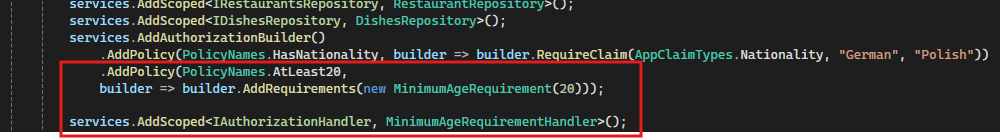 services.AddScoped<IRestaurantsRepository, RestaurantRepository>();
services.AddScoped<IDishesRepository, DishesRepository>();
services.AddAuthorizationBuilder()
.AddPolicy(PolicyNames.HasNationality, builder => builder.RequireClaim(AppClaimTypes.Nationality, "German", "Polish"))
.AddPolicy(PolicyNames.AtLeast20,
builder => builder.AddRequirements(new MinimumAgeRequirement(20)));
services.AddScoped<IAuthorizationHandler, MinimumAgeRequirementHandler>();